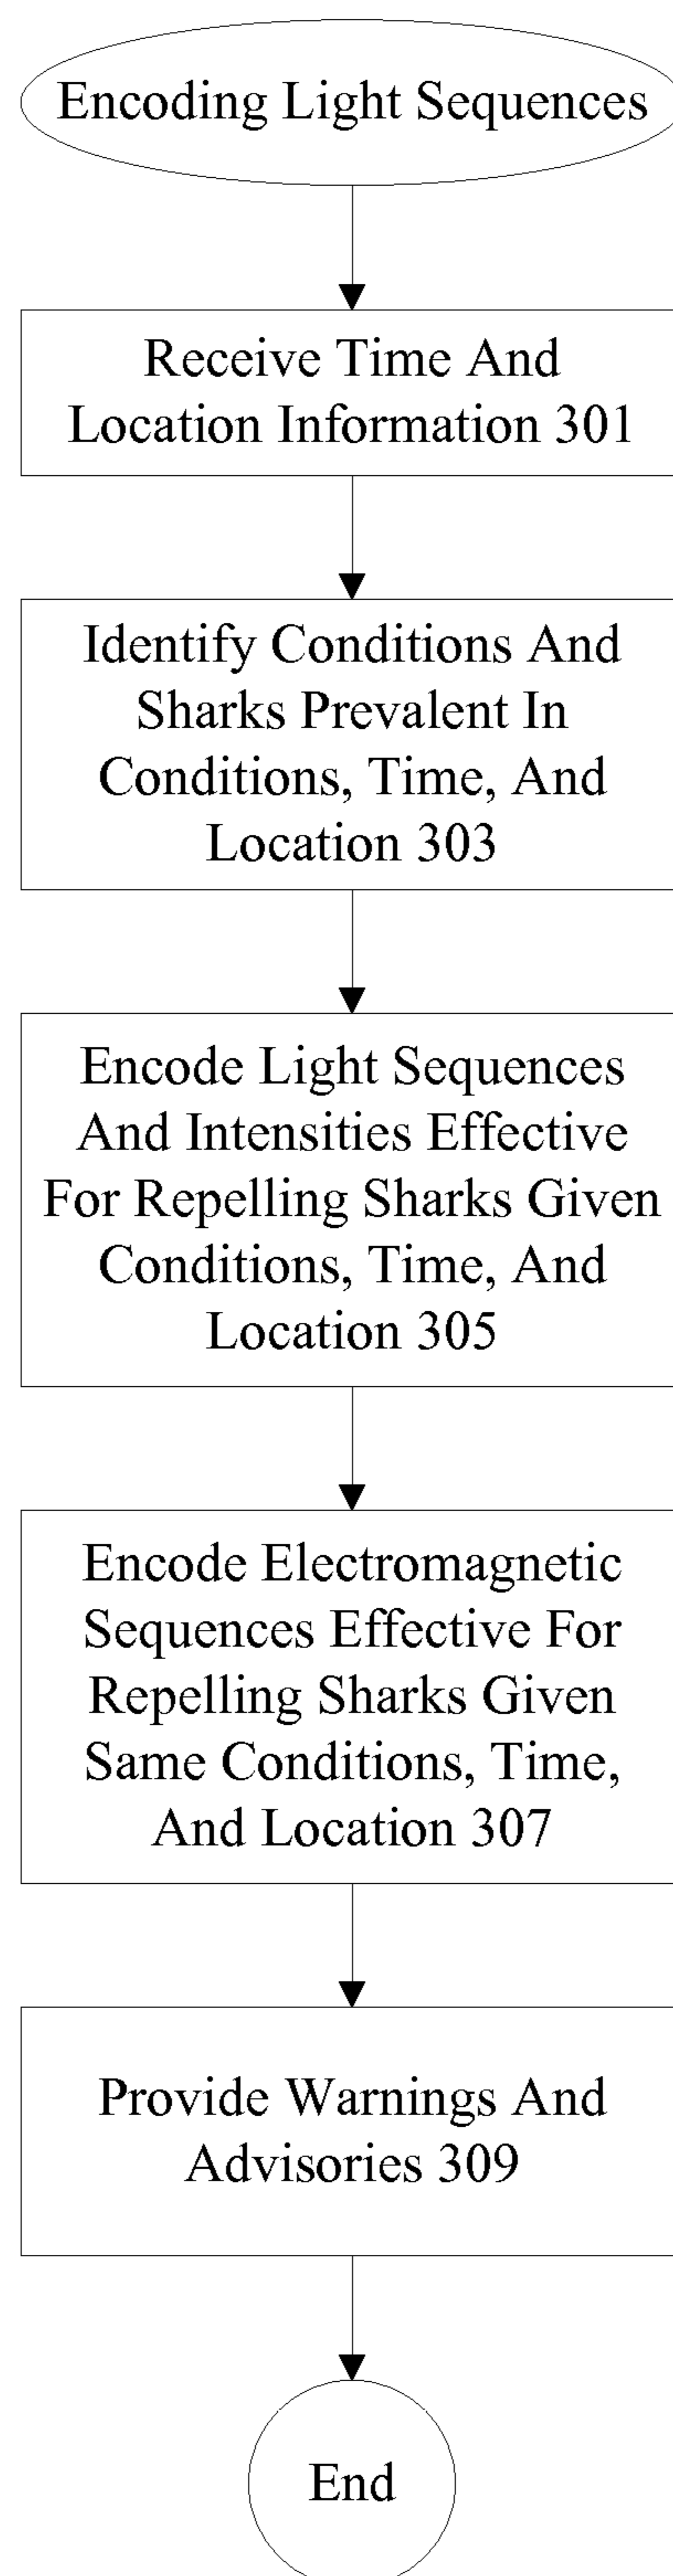 Encoding Light Sequences
Receive Time And
Location Information 301
Identify Conditions And
Sharks Prevalent In
Conditions, Time, And
Location 303
Encode Light Sequences
And Intensities Effective
For Repelling Sharks Given
Conditions, Time, And
Location 305
Encode Electromagnetic
Sequences Effective For
Repelling Sharks Given
Same Conditions, Time,
And Location 307
Provide Warnings And
Advisories 309
End